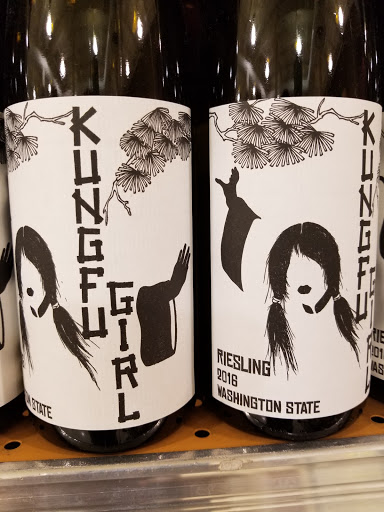 KUNGFU
GIRL
N STATE
RIESLING
2016
WASHINGTON STATE
KUNGFU